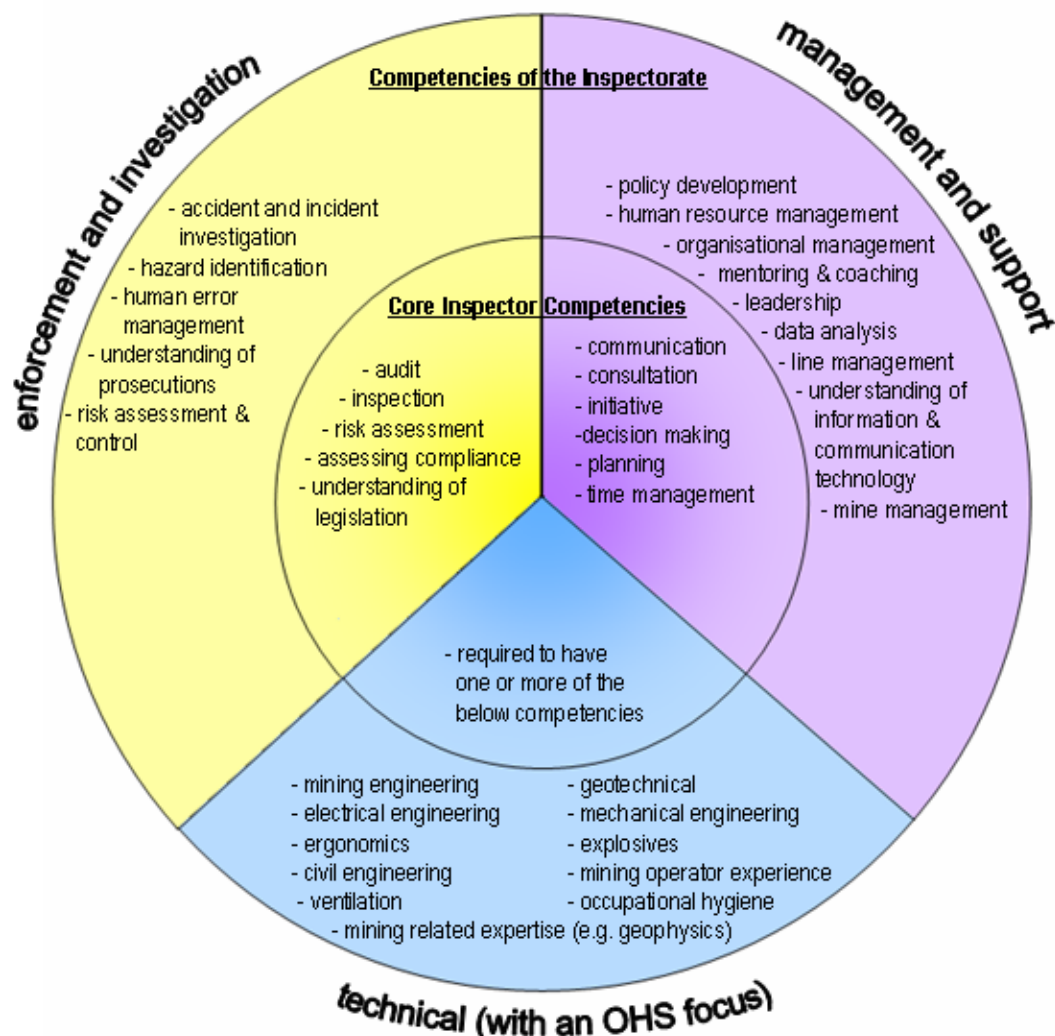 enforcement and investigation
management and support
Competencies of the Inspectorate
- accident and incident
investigation
- hazard identification
- human error
management
- understanding of
prosecutions
- risk assessment &
control
- policy development
- human resource management
- organisational management
- mentoring & coaching
- leadership
- data analysis
- line management
- understanding of
information &
communication
technology
- mine management
Core Inspector Competencies
- audit
- inspection
- risk assessment
- assessing compliance
- understanding of
legislation
- communication
- consultation
- initiative
-decision making
- planning
- time management
- required to have
one or more of the
below competencies
- mining engineering
- electrical engineering
- ergonomics
- civil engineering
- ventilation
- geotechnical
- mechanical engineering
- explosives
- mining operator experience
- occupational hygiene
- mining related expertise (e.g. geophysics)
technical (with an OHS focus)